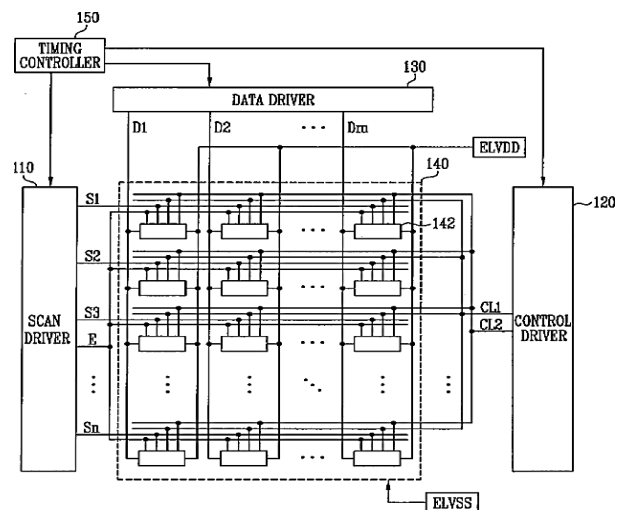 150
TIMING
CONTROLLER
130
DATA DRIVER
D1 D2 ... Dm
ELVDD
110
140
120
S1
142
S2
S3
CL1
SCAN
DRIVER
E
CL2
CONTROL
DRIVER
Sn
ELVSS